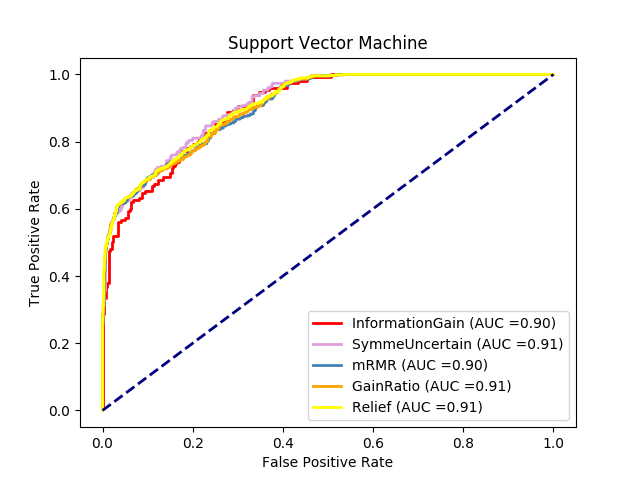 Support Vector Machine
True Positive Rate
1.0
0.8
0.6
0.4
0.2
0.0
InformationGain (AUC =0.90)
SymmeUncertain (AUC =0.91)
mRMR (AUC =0.90)
GainRatio (AUC =0.91)
Relief (AUC =0.91)
0.0 0.2 0.4 0.6 0.8 1.0
False Positive Rate